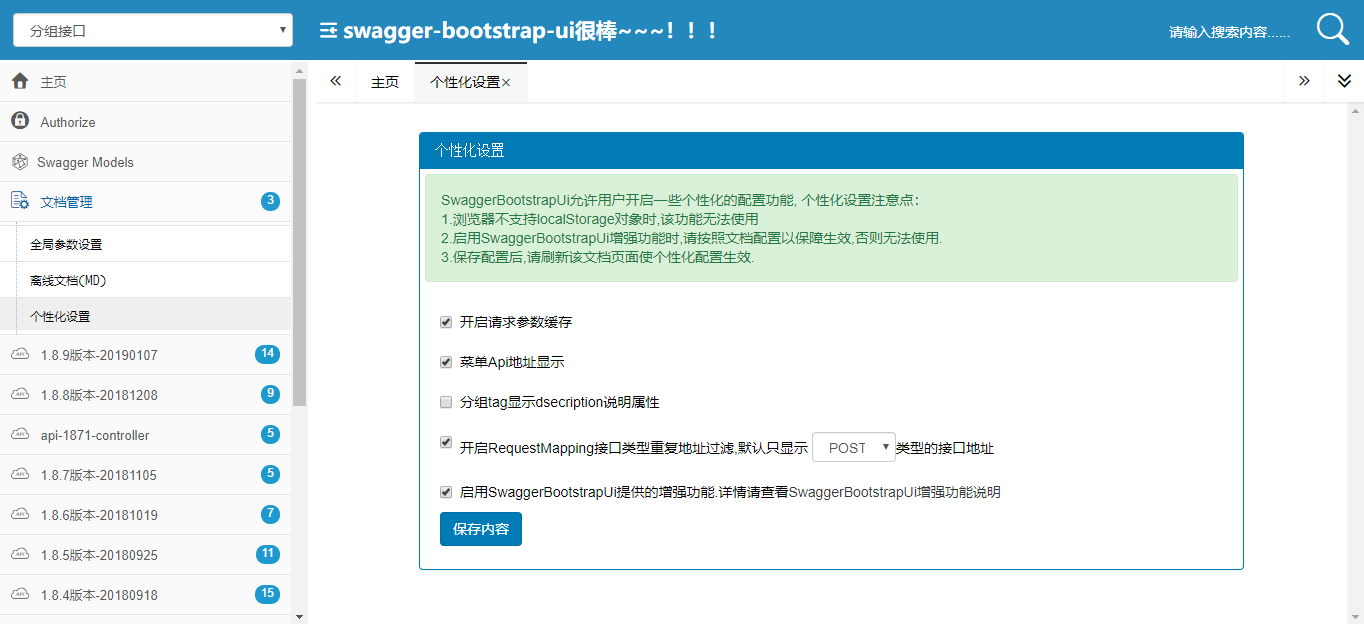 分组接口
swagger-bootstrap-ui很棒~~~！！！
请输入搜索内容......
主页
Authorize
Swagger Models
文档管理 3
全局参数设置
离线文档(MD)
个性化设置
1.8.9版本-20190107 14
1.8.8版本-20181208 9
api-1871-controller 5
1.8.7版本-20181105 5
1.8.6版本-20181019 7
1.8.5版本-20180925 11
1.8.4版本-20180918 15
主页 个性化设置×
个性化设置
SwaggerBootstrapUi允许用户开启一些个性化的配置功能, 个性化设置注意点：
1.浏览器不支持localStorage对象时,该功能无法使用
2.启用SwaggerBootstrapUi增强功能时,请按照文档配置以保障生效,否则无法使用.
3.保存配置后,请刷新该文档页面使个性化配置生效.
开启请求参数缓存
菜单Api地址显示
分组tag显示dsecription说明属性
开启RequestMapping接口类型重复地址过滤,默认只显示 POST 类型的接口地址
启用SwaggerBootstrapUi提供的增强功能.详情请查看SwaggerBootstrapUi增强功能说明
保存内容